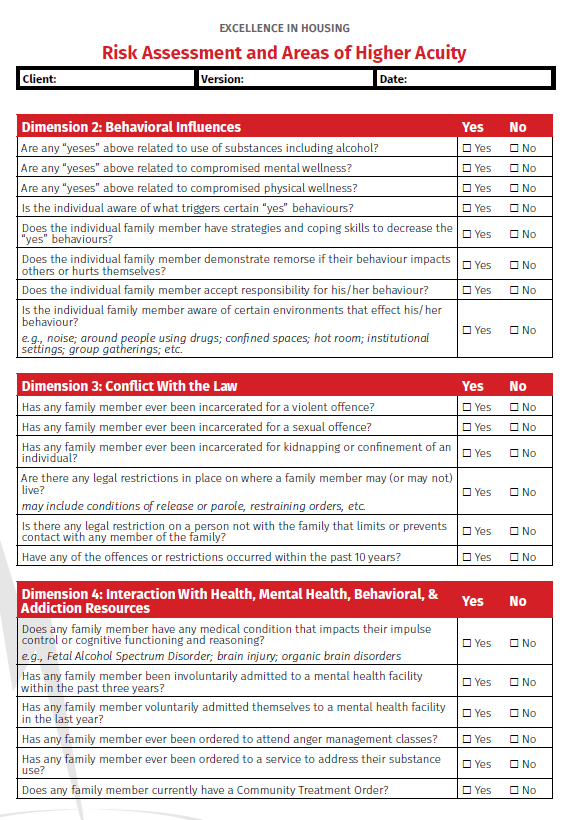 EXCELLENCE IN HOUSING
Risk Assessment and Areas of Higher Acuity
Client: Version: Date:
Dimension 2: Behavioral Influences Yes No
Are any “yeses” above related to use of substances including alcohol? ☐ Yes ☐ No
Are any “yeses” above related to compromised mental wellness? ☐ Yes ☐ No
Are any “yeses” above related to compromised physical wellness? ☐ Yes ☐ No
Is the individual aware of what triggers certain “yes” behaviours? ☐ Yes ☐ No
Does the individual family member have strategies and coping skills to decrease the
“yes” behaviours? ☐ Yes ☐ No
Does the individual family member demonstrate remorse if their behaviour impacts
others or hurts themselves? ☐ Yes ☐ No
Does the individual family member accept responsibility for his/her behaviour? ☐ Yes ☐ No
Is the individual family member aware of certain environments that effect his/her
behaviour? ☐ Yes ☐ No
e.g., noise; around people using drugs; confined spaces; hot room; institutional
settings; group gatherings; etc.
Dimension 3: Conflict With the Law Yes No
Has any family member ever been incarcerated for a violent offence? ☐ Yes ☐ No
Has any family member ever been incarcerated for a sexual offence? ☐ Yes ☐ No
Has any family member ever been incarcerated for kidnapping or confinement of an
individual? ☐ Yes ☐ No
Are there any legal restrictions in place on where a family member may (or may not)
live? ☐ Yes ☐ No
may include conditions of release or parole, restraining orders, etc.
Is there any legal restriction on a person not with the family that limits or prevents
contact with any member of the family? ☐ Yes ☐ No
Have any of the offences or restrictions occurred within the past 10 years? ☐ Yes ☐ No
Dimension 4: Interaction With Health, Mental Health, Behavioral, &
Addiction Resources Yes No
Does any family member have any medical condition that impacts their impulse
control or cognitive functioning and reasoning? ☐ Yes ☐ No
e.g., Fetal Alcohol Spectrum Disorder; brain injury; organic brain disorders
Has any family member been involuntarily admitted to a mental health facility
within the past three years? ☐ Yes ☐ No
Has any family member voluntarily admitted themselves to a mental health facility
in the last year? ☐ Yes ☐ No
Has any family member ever been ordered to attend anger management classes? ☐ Yes ☐ No
Has any family member ever been ordered to a service to address their substance
use? ☐ Yes ☐ No
Does any family member currently have a Community Treatment Order? ☐ Yes ☐ No